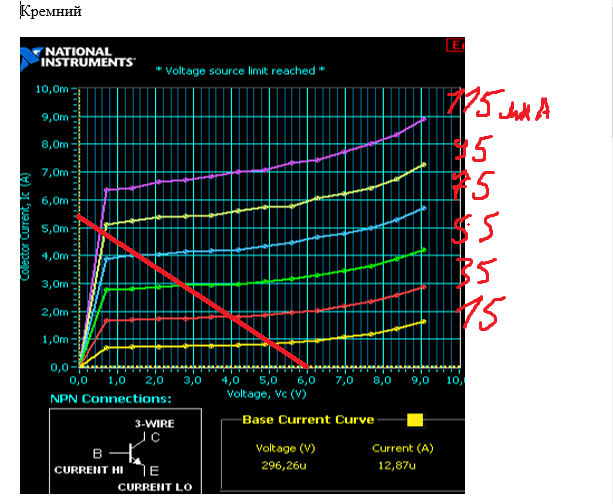 Кремний
NATIONAL
INSTRUMENTS
* Voltage source limit reached *
10,0m
9,0m
8,0m
7,0m
6,0m
5,0m
4,0m
3,0m
2,0m
1,0m
0,0
Collector Current, Ic (A)
115 мкА
95
75
55
35
15
0,0 1,0 2,0 3,0 4,0 5,0 6,0 7,0 8,0 9,0 10,
Voltage, Vc (V)
NPN Connections:
3-WIRE
C
B
E
CURRENT HI
CURRENT LO
Base Current Curve
Voltage (V) Current (A)
296,26u 12,87u